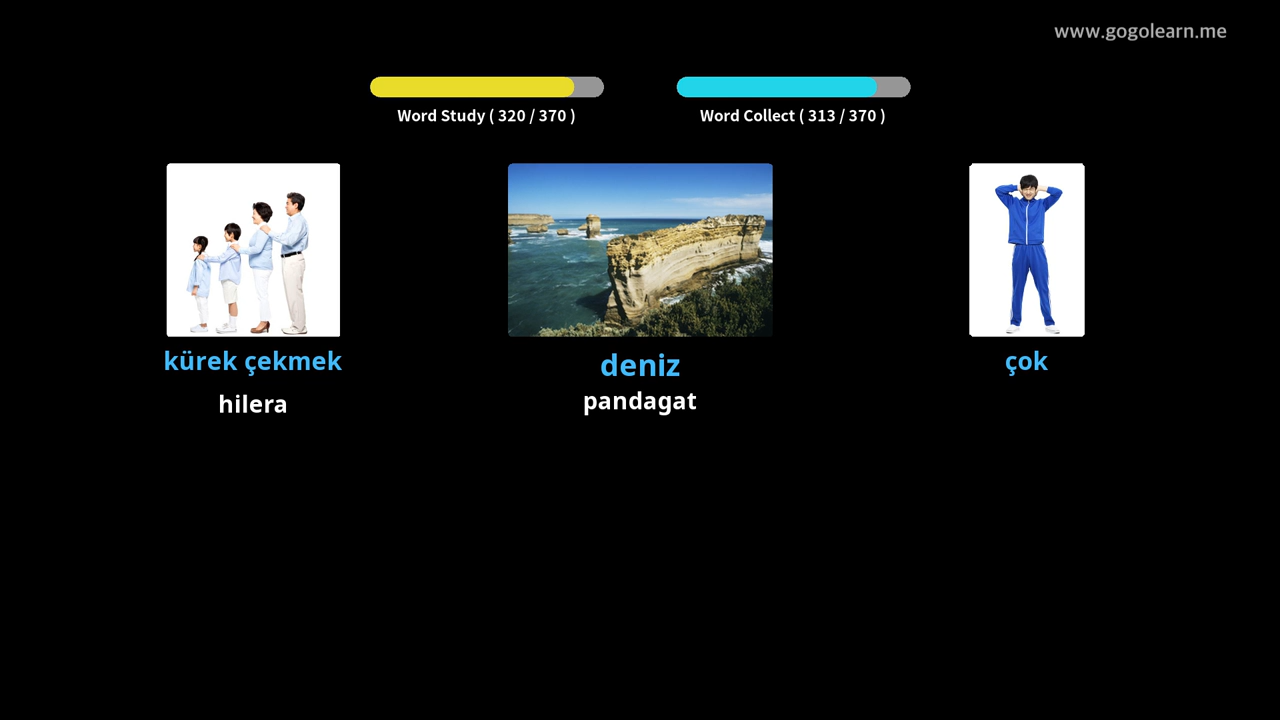 www.gogolearn.me
Word Study ( 320 / 370 )
Word Collect ( 313 / 370 )
kürek çekmek
hilera
deniz
pandagat
çok